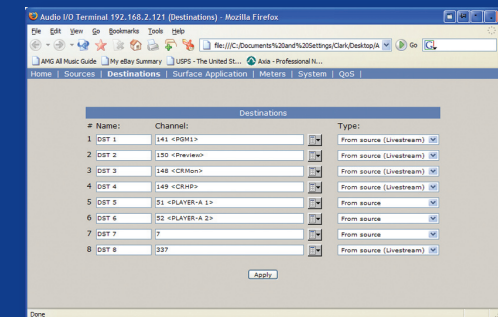 Audio I/O Terminal 192.168.2.121 (Destinations) - Mozilla Firefox
File Edit View Go Bookmarks Tools Help
file:///C:/Documents%20and%20Settings/Clark/Desktop/A Go
AMG All Music Guide My eBay Summary USPS - The United St... Axia - Professional N...
Home | Sources | Destinations | Surface Application | Meters | System | QoS |
Destinations
# Name: Channel: Type:
1 DST 1 141 <PGM1> From source (Livestream)
2 DST 2 150 <Preview> From source (Livestream)
3 DST 3 148 <CRMon> From source (Livestream)
4 DST 4 149 <CRHP> From source (Livestream)
5 DST 5 51 <PLAYER-A 1> From source
6 DST 6 52 <PLAYER-A 2> From source
7 DST 7 7 From source
8 DST 8 337 From source (Livestream)
Apply
Done